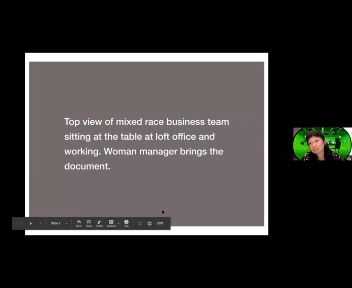 Top view of mixed race business team
sitting at the table at loft office and
working. Woman manager brings the
document.